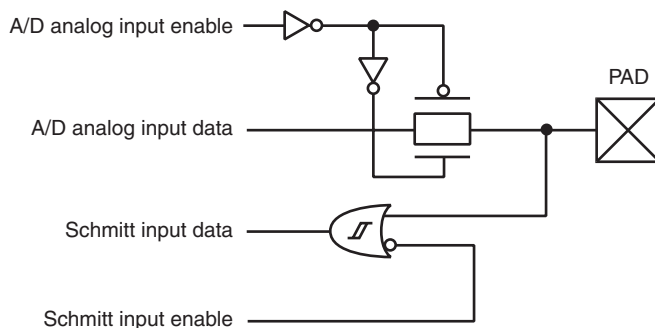 A/D analog input enable
PAD
A/D analog input data
Schmitt input data
Schmitt input enable